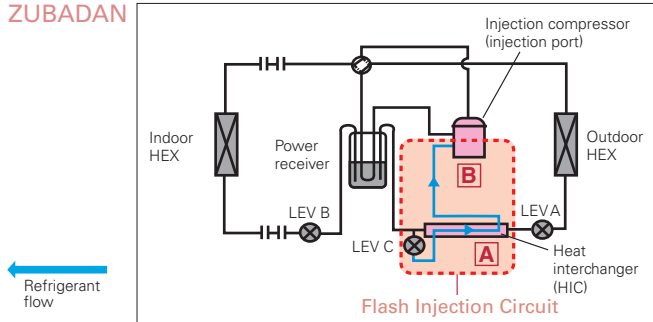 ZUBADAN
Injection compressor
(injection port)
Indoor
HEX
Power
receiver
Outdoor
HEX
B
LEV B
LEV A
LEV C
A
Heat
interchanger
(HIC)
Refrigerant
flow
Flash Injection Circuit